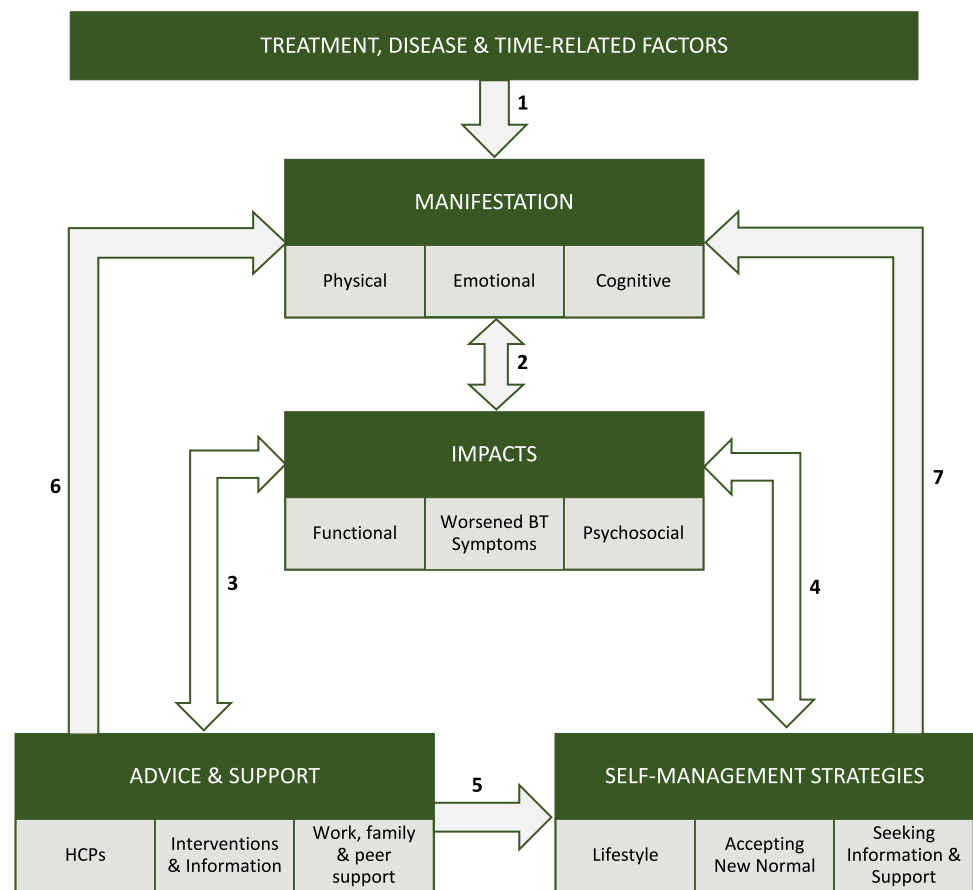 TREATMENT, DISEASE & TIME-RELATED FACTORS
1
MANIFESTATION
Physical
Emotional
Cognitive
2
IMPACTS
Functional
Worsened BT
Symptoms
Psychosocial
6
7
3
4
ADVICE & SUPPORT
5
SELF-MANAGEMENT STRATEGIES
HCPs
Interventions
& Information
Work, family
& peer
support
Lifestyle
Accepting
New Normal
Seeking
Information &
Support